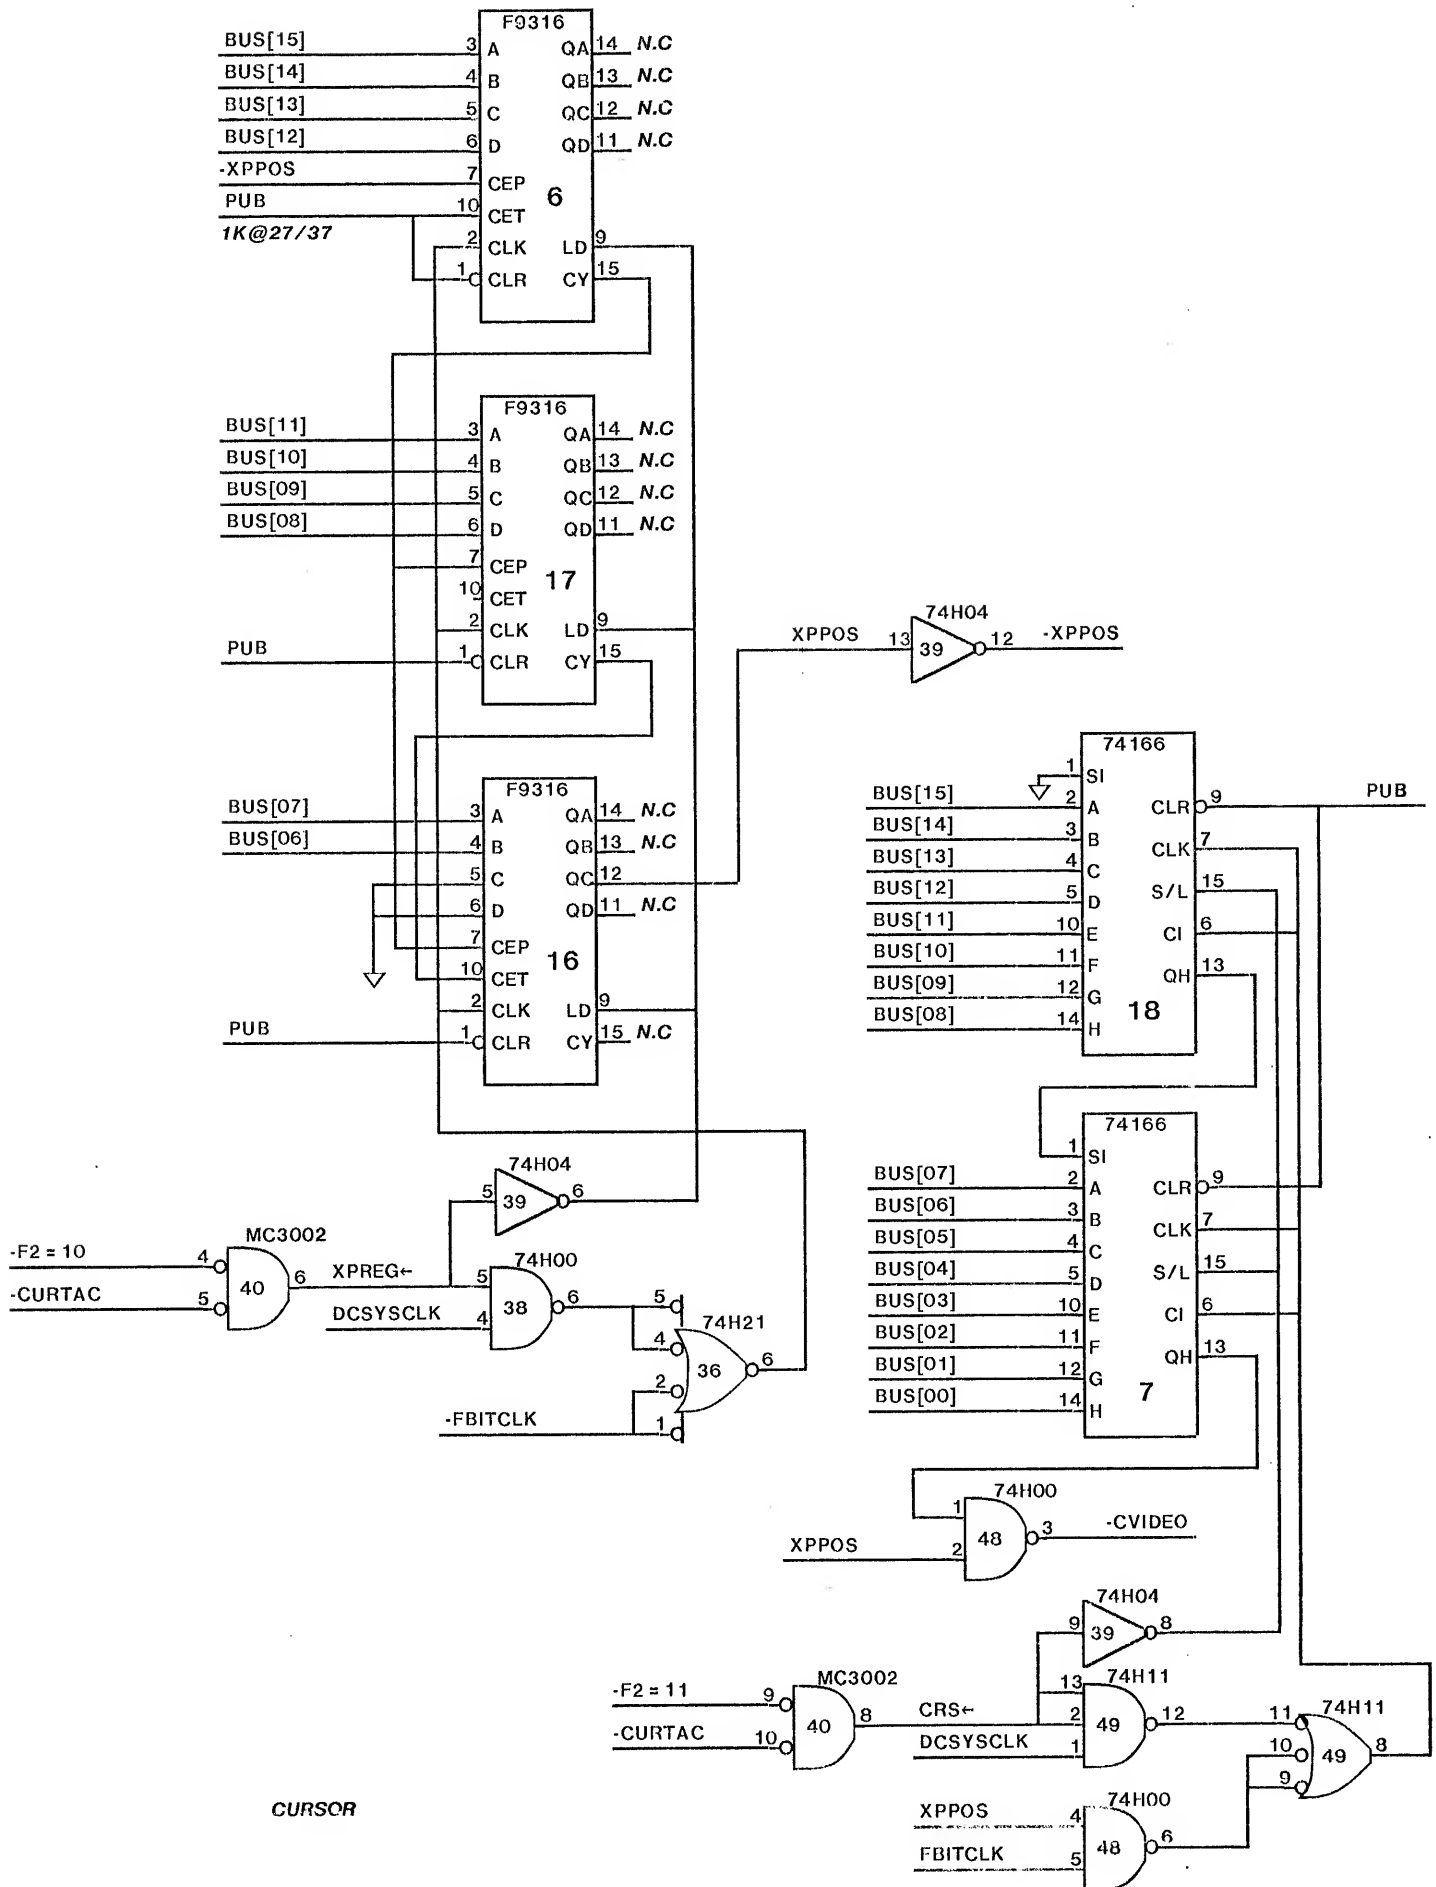 F9316
BUS[15] 3 A QA 14 N.C
BUS[14] 4 B QB 13 N.C
BUS[13] 5 C QC 12 N.C
BUS[12] 6 D QD 11 N.C
-XPPOS 7 CEP
6
PUB 10 CET
1K@27/37
2 CLK LD 9
1 CLR CY 15
F9316
BUS[11] 3 A QA 14 N.C
BUS[10] 4 B QB 13 N.C
BUS[09] 5 C QC 12 N.C
BUS[08] 6 D QD 11 N.C
7 CEP
17
10 CET
2 CLK LD 9
PUB 1 CLR CY 15
74H04
XPPOS 13 39 12 -XPPOS
F9316
BUS[07] 3 A QA 14 N.C
BUS[06] 4 B QB 13 N.C
5 C QC 12
6 D QD 11 N.C
7 CEP
16
10 CET
2 CLK LD 9
PUB 1 CLR CY 15 N.C
74166
1 SI
BUS[15] 2 A CLR 9 PUB
BUS[14] 3 B CLK 7
BUS[13] 4 C
BUS[12] 5 D S/L 15
BUS[11] 10 E CI 6
BUS[10] 11 F QH 13
BUS[09] 12 G
18
BUS[08] 14 H
74166
1 SI
BUS[07] 2 A CLR 9
BUS[06] 3 B CLK 7
BUS[05] 4 C
BUS[04] 5 D S/L 15
BUS[03] 10 E CI 6
BUS[02] 11 F QH 13
BUS[01] 12 G
7
BUS[00] 14 H
74H04
5 39 6
MC3002
-F2 = 10 4
40 6 XPREG←
-CURTAC 5
74H00
5 38 6
DCSYSCLK 4
74H21
5
4
36 6
2
-FBITCLK 1
74H00
1
48 3 -CVIDEO
XPPOS 2
74H04
9 39 8
MC3002
-F2 = 11 9
40 8 CRS←
-CURTAC 10
74H11
13
2 49 12
DCSYSCLK 1
74H11
11
10 49 8
9
74H00
XPPOS 4
48 6
FBITCLK 5
CURSOR